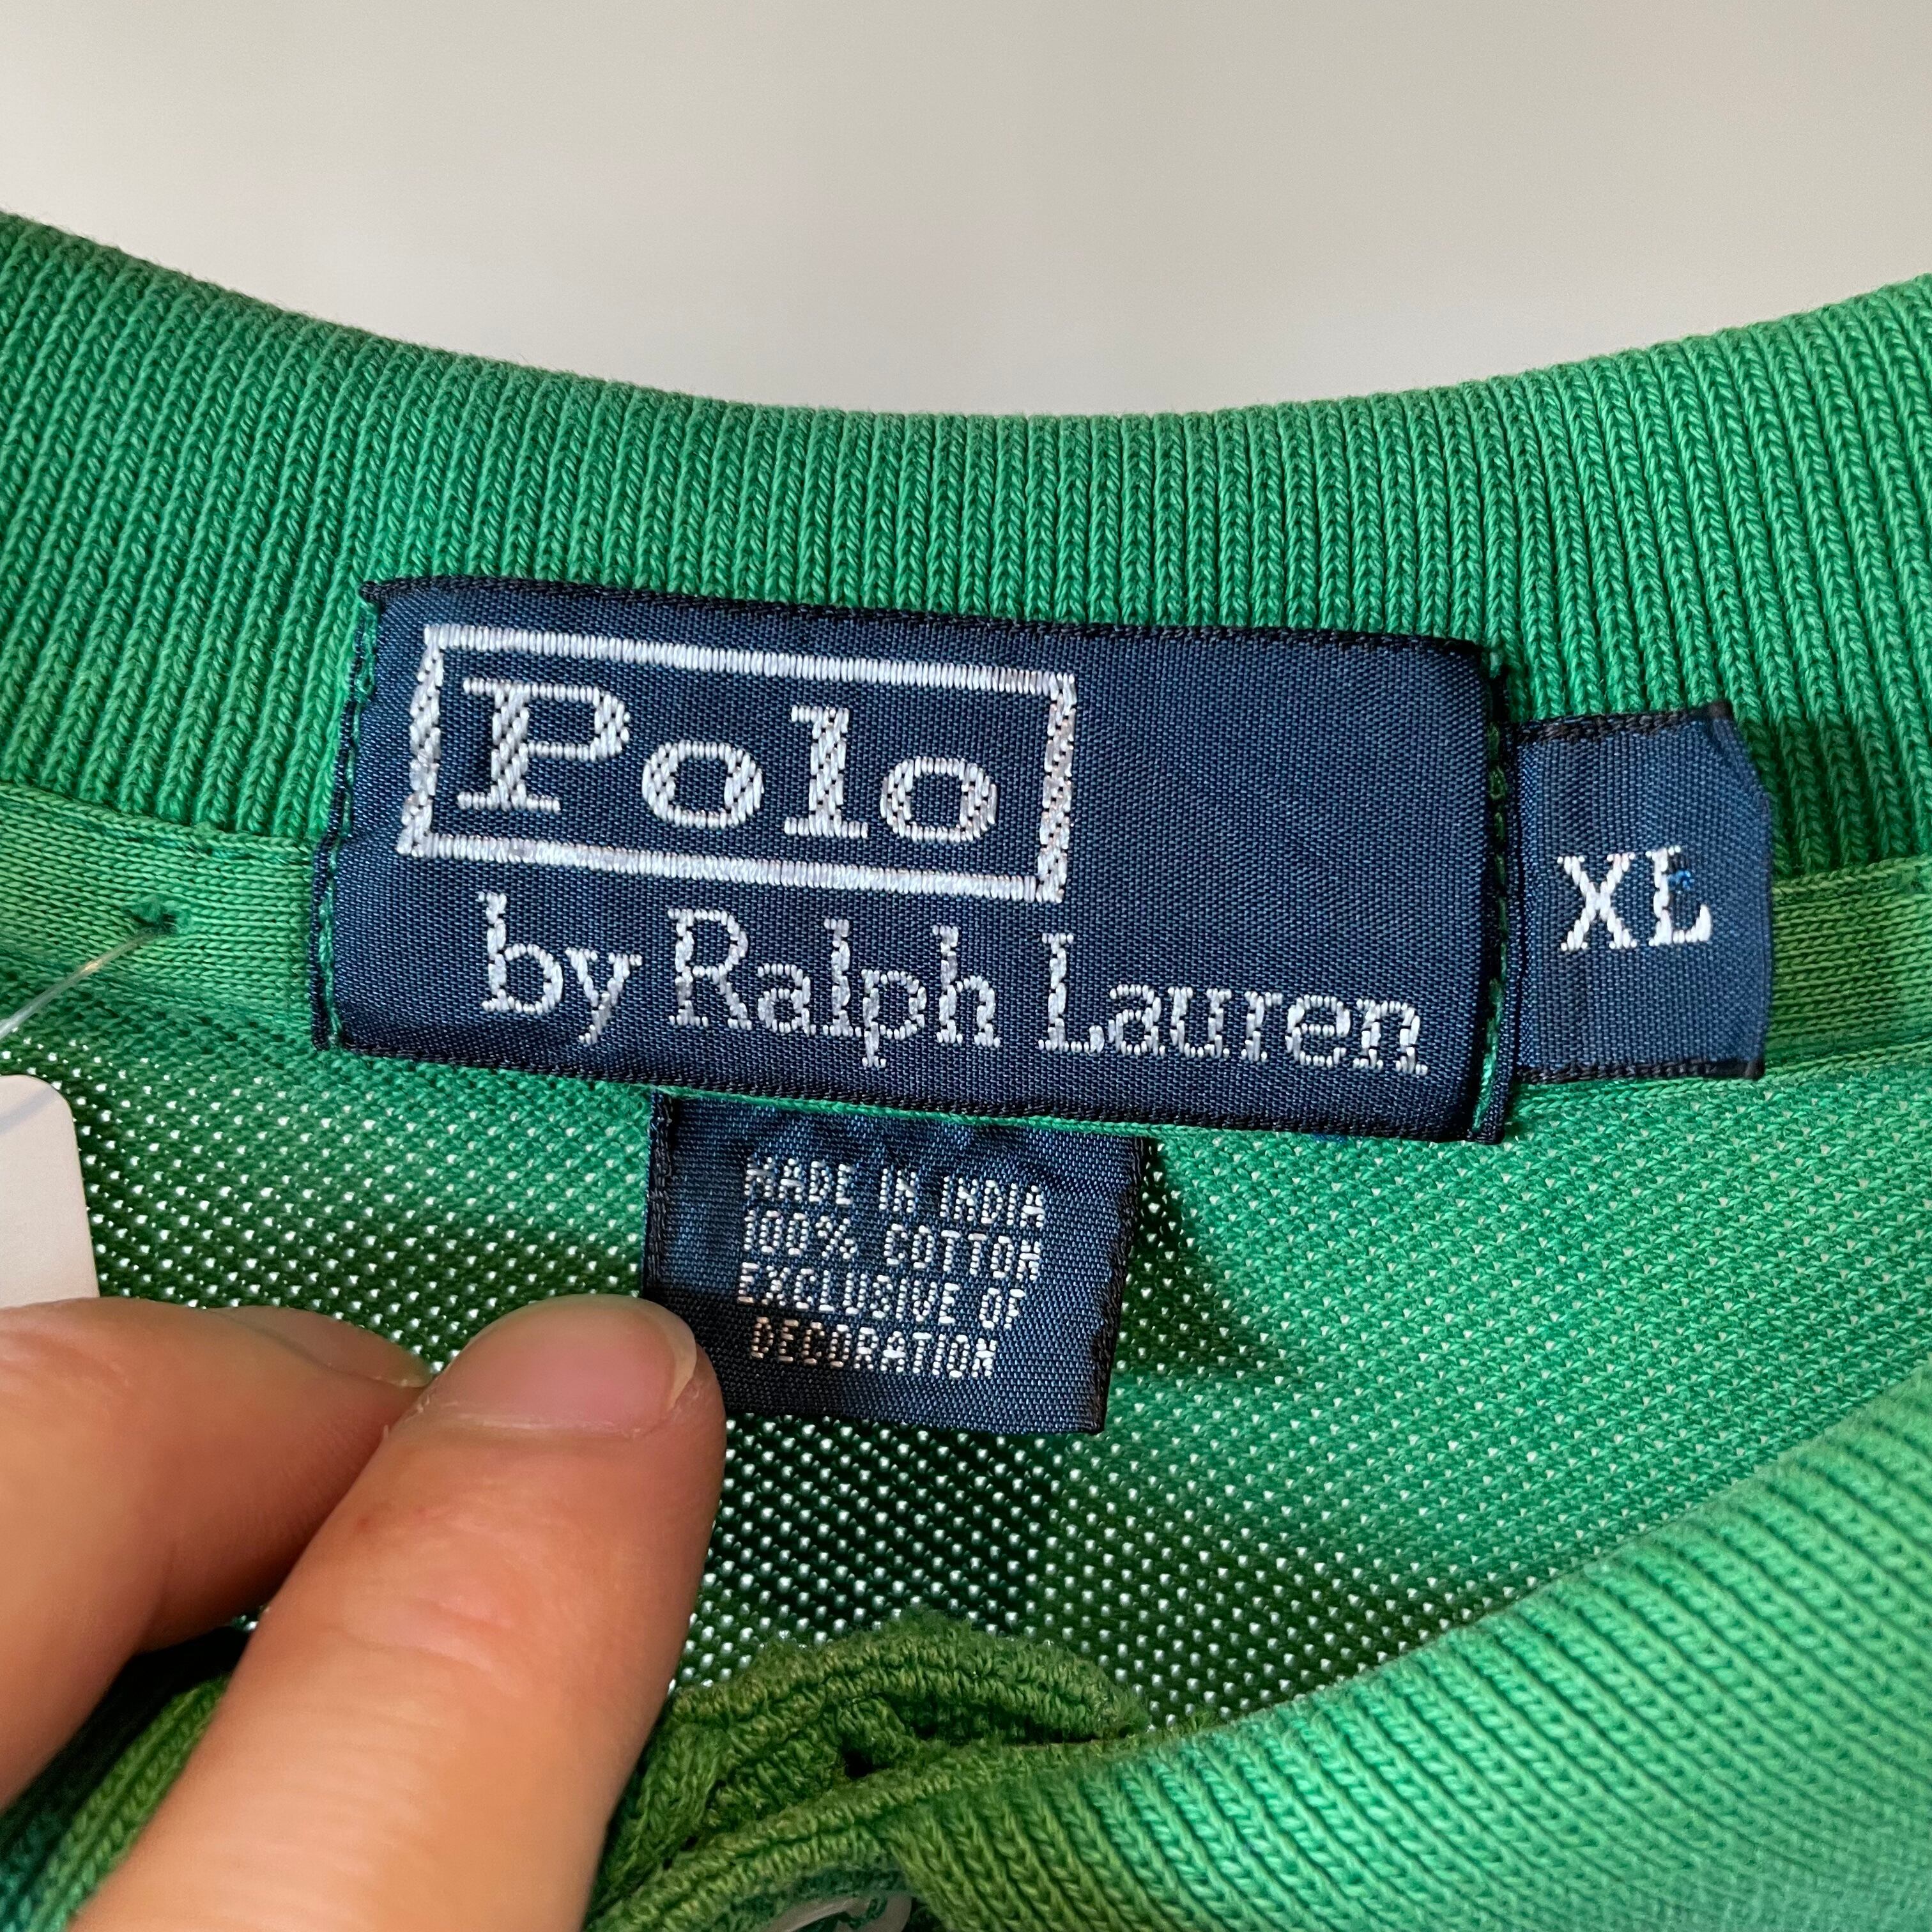 Polo
by Ralph Lauren
XL
MADE IN INDIA
100% COTTON
EXCLUSIVE OF
DECORATION